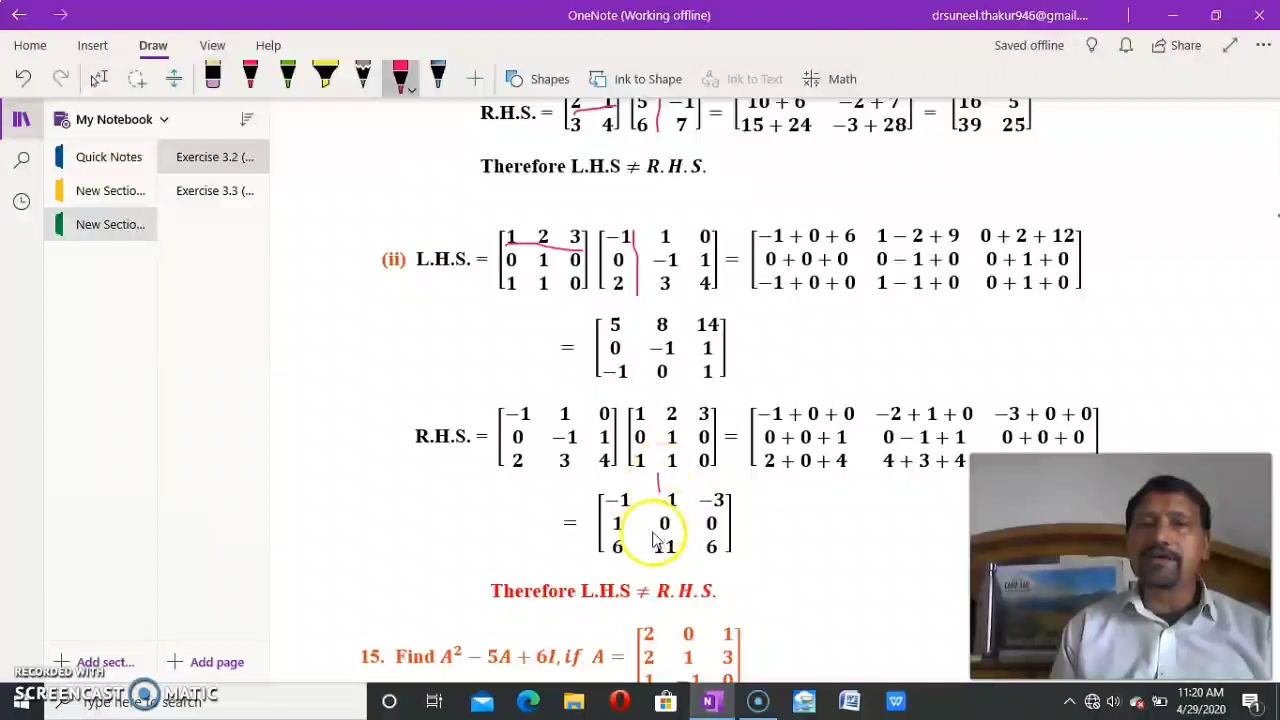 OneNote (mobile)
drsuneel.thakur946@gmail....
Home Insert Draw View Help
Saved offline
Share
Shapes
Ink to Shape
Ink to Text
Math
My Notebook
Quick Notes
New Sectio...
New Sectio...
Exercise 3.2 (...
Exercise 3.3 (...
R.H.S. = [2 1] [5 −1] = [10 + 6 −2 + 7] = [16 5]
[3 4] [6 7] [15 + 24 −3 + 28] [39 25]
Therefore L.H.S ≠ R.H.S.
[1 2 3] [−1 1 0] [−1 + 0 + 6 1 − 2 + 9 0 + 2 + 12]
(ii) L.H.S. = [0 1 0] [0 −1 1] = [0 + 0 + 0 0 − 1 + 0 0 + 1 + 0]
[1 1 0] [2 3 4] [−1 + 0 + 0 1 − 1 + 0 0 + 1 + 0]
[5 8 14]
= [0 −1 1]
[−1 0 1]
[−1 1 0] [1 2 3] [−1 + 0 + 0 −2 + 1 + 0 −3 + 0 + 0]
R.H.S. = [0 −1 1] [0 1 0] = [0 + 0 + 1 0 − 1 + 1 0 + 0 + 0]
[2 3 4] [1 1 0] [2 + 0 + 4 4 + 3 + 4
[−1 −1 −3]
= [1 0 0]
[6 11 6]
Therefore L.H.S ≠ R.H.S.
[2 0 1]
15. Find A² − 5A + 6I, if A = [2 1 3]
Add sect...
Add page
RECORDED WITH
SCREENCAST MATIC
Type here to search
11:20 AM
4/29/2020